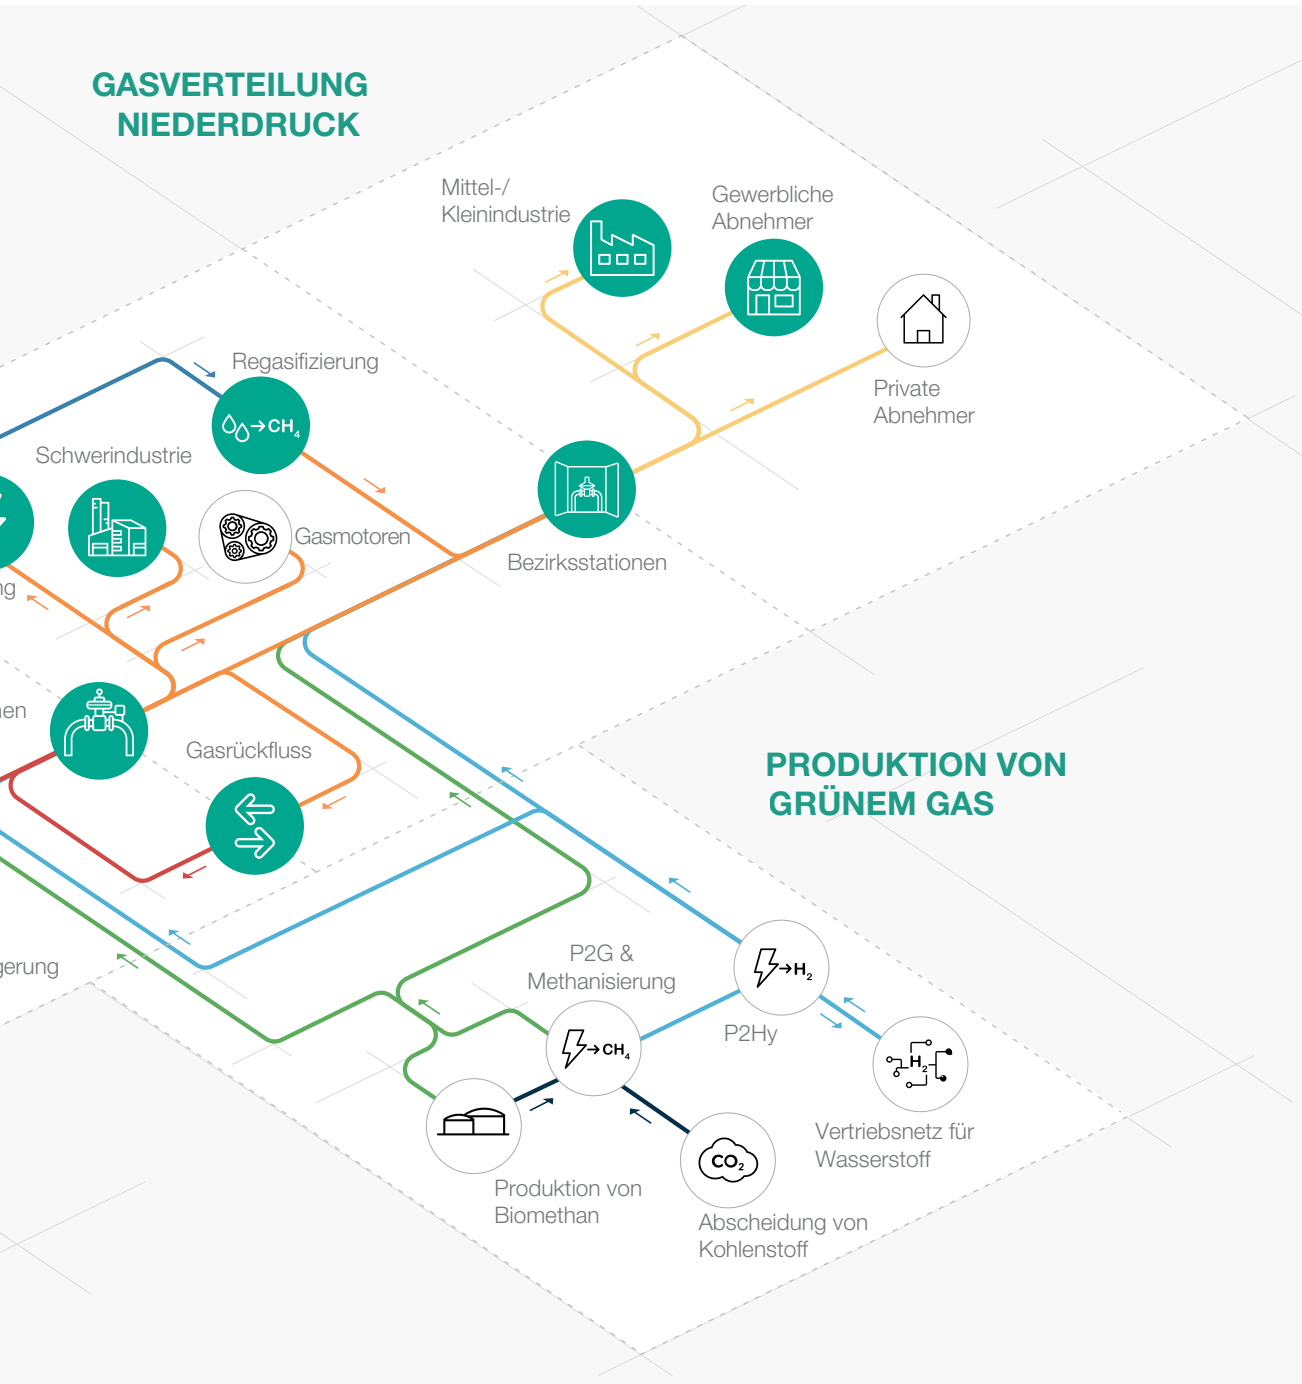 GASVERTEILUNG
NIEDERDRUCK
Mittel-/
Kleinindustrie
Gewerbliche
Abnehmer
Private
Abnehmer
Regasifizierung
→CH4
Schwerindustrie
Gasmotoren
Bezirksstationen
Gasrückfluss
PRODUKTION VON
GRÜNEM GAS
P2G &
Methanisierung
→H2
P2Hy
→CH4
H2
Vertriebsnetz für
Wasserstoff
CO2
Produktion von
Biomethan
Abscheidung von
Kohlenstoff